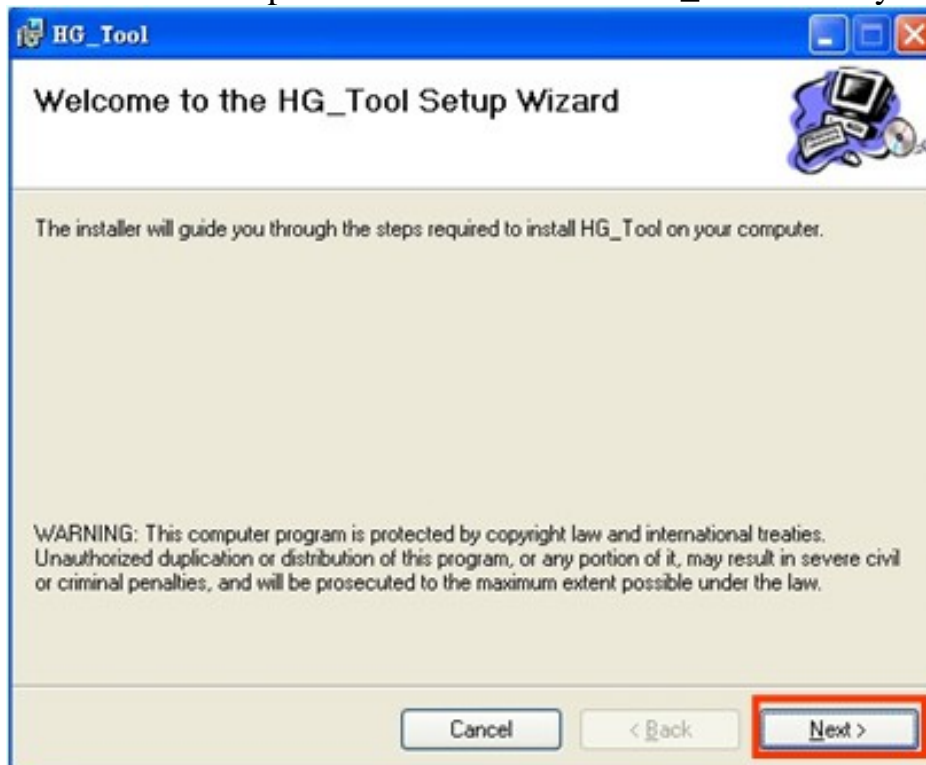 HG_Tool
Welcome to the HG_Tool Setup Wizard
The installer will guide you through the steps required to install HG_Tool on your computer.
WARNING: This computer program is protected by copyright law and international treaties.
Unauthorized duplication or distribution of this program, or any portion of it, may result in severe civil
or criminal penalties, and will be prosecuted to the maximum extent possible under the law.
Cancel
< Back
Next >